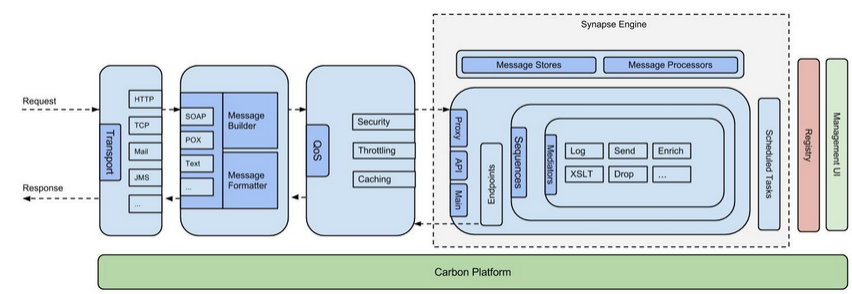 Synapse Engine
Message Stores
Message Processors
Request
Response
Transport
HTTP
TCP
Mail
JMS
...
SOAP
POX
Text
...
Message
Builder
Message
Formatter
QoS
Security
Throttling
Caching
Proxy
API
Main
Endpoints
Sequences
Mediators
Log
Send
Enrich
XSLT
Drop
...
Scheduled Tasks
Registry
Management UI
Carbon Platform